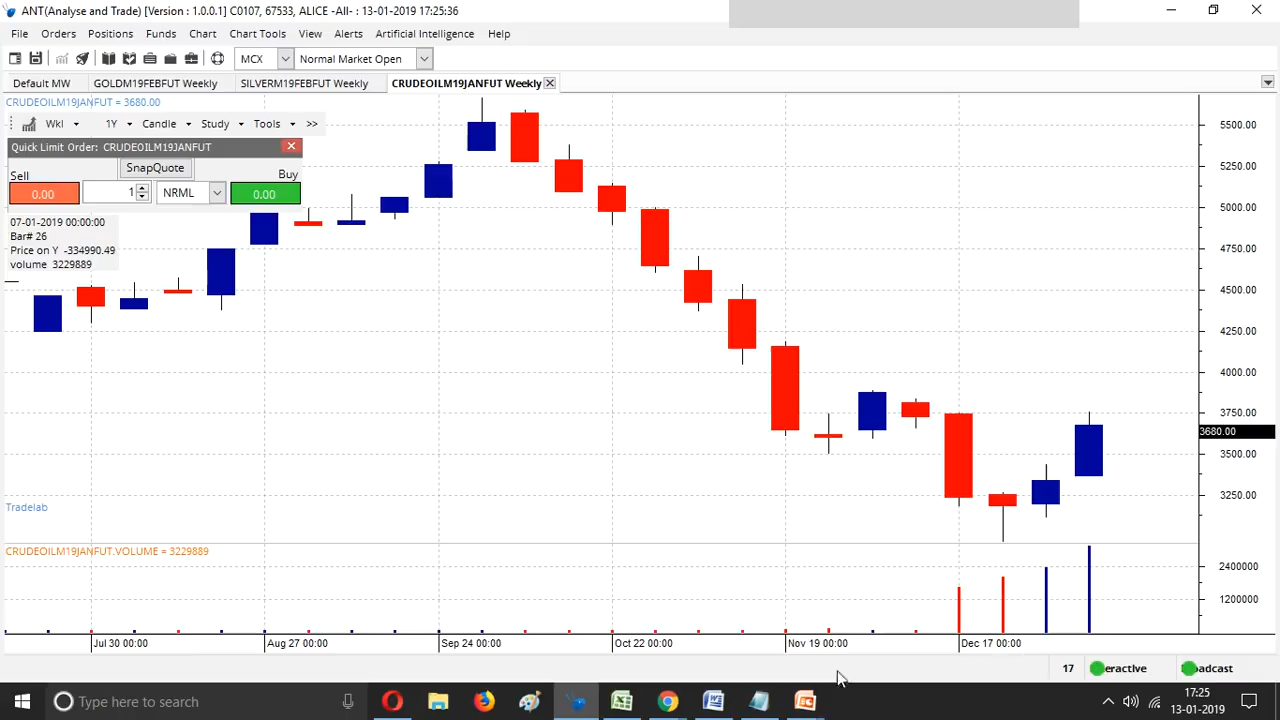 ANT(Analyse and Trade) [Version : 1.0.0.1] C0107, 67533, ALICE -All- : 13-01-2019 17:25:36
File Orders Positions Funds Chart Chart Tools View Alerts Artificial Intelligence Help
MCX Normal Market Open
Default MW GOLDM19FEBFUT Weekly SILVERM19FEBFUT Weekly CRUDEOILM19JANFUT Weekly
CRUDEOILM19JANFUT = 3680.00
Wkl 1Y Candle Study Tools >>
Quick Limit Order: CRUDEOILM19JANFUT
SnapQuote
Sell Buy
0.00 1 NRML 0.00
07-01-2019 00:00:00
Bar# 26
Price on Y -334990.49
volume 3229889
5500.00
5250.00
5000.00
4750.00
4500.00
4250.00
4000.00
3750.00
3680.00
3500.00
3250.00
Tradelab
CRUDEOILM19JANFUT.VOLUME = 3229889
2400000
1200000
Jul 30 00:00 Aug 27 00:00 Sep 24 00:00 Oct 22 00:00 Nov 19 00:00 Dec 17 00:00
17
Type here to search
17:25
13-01-2019